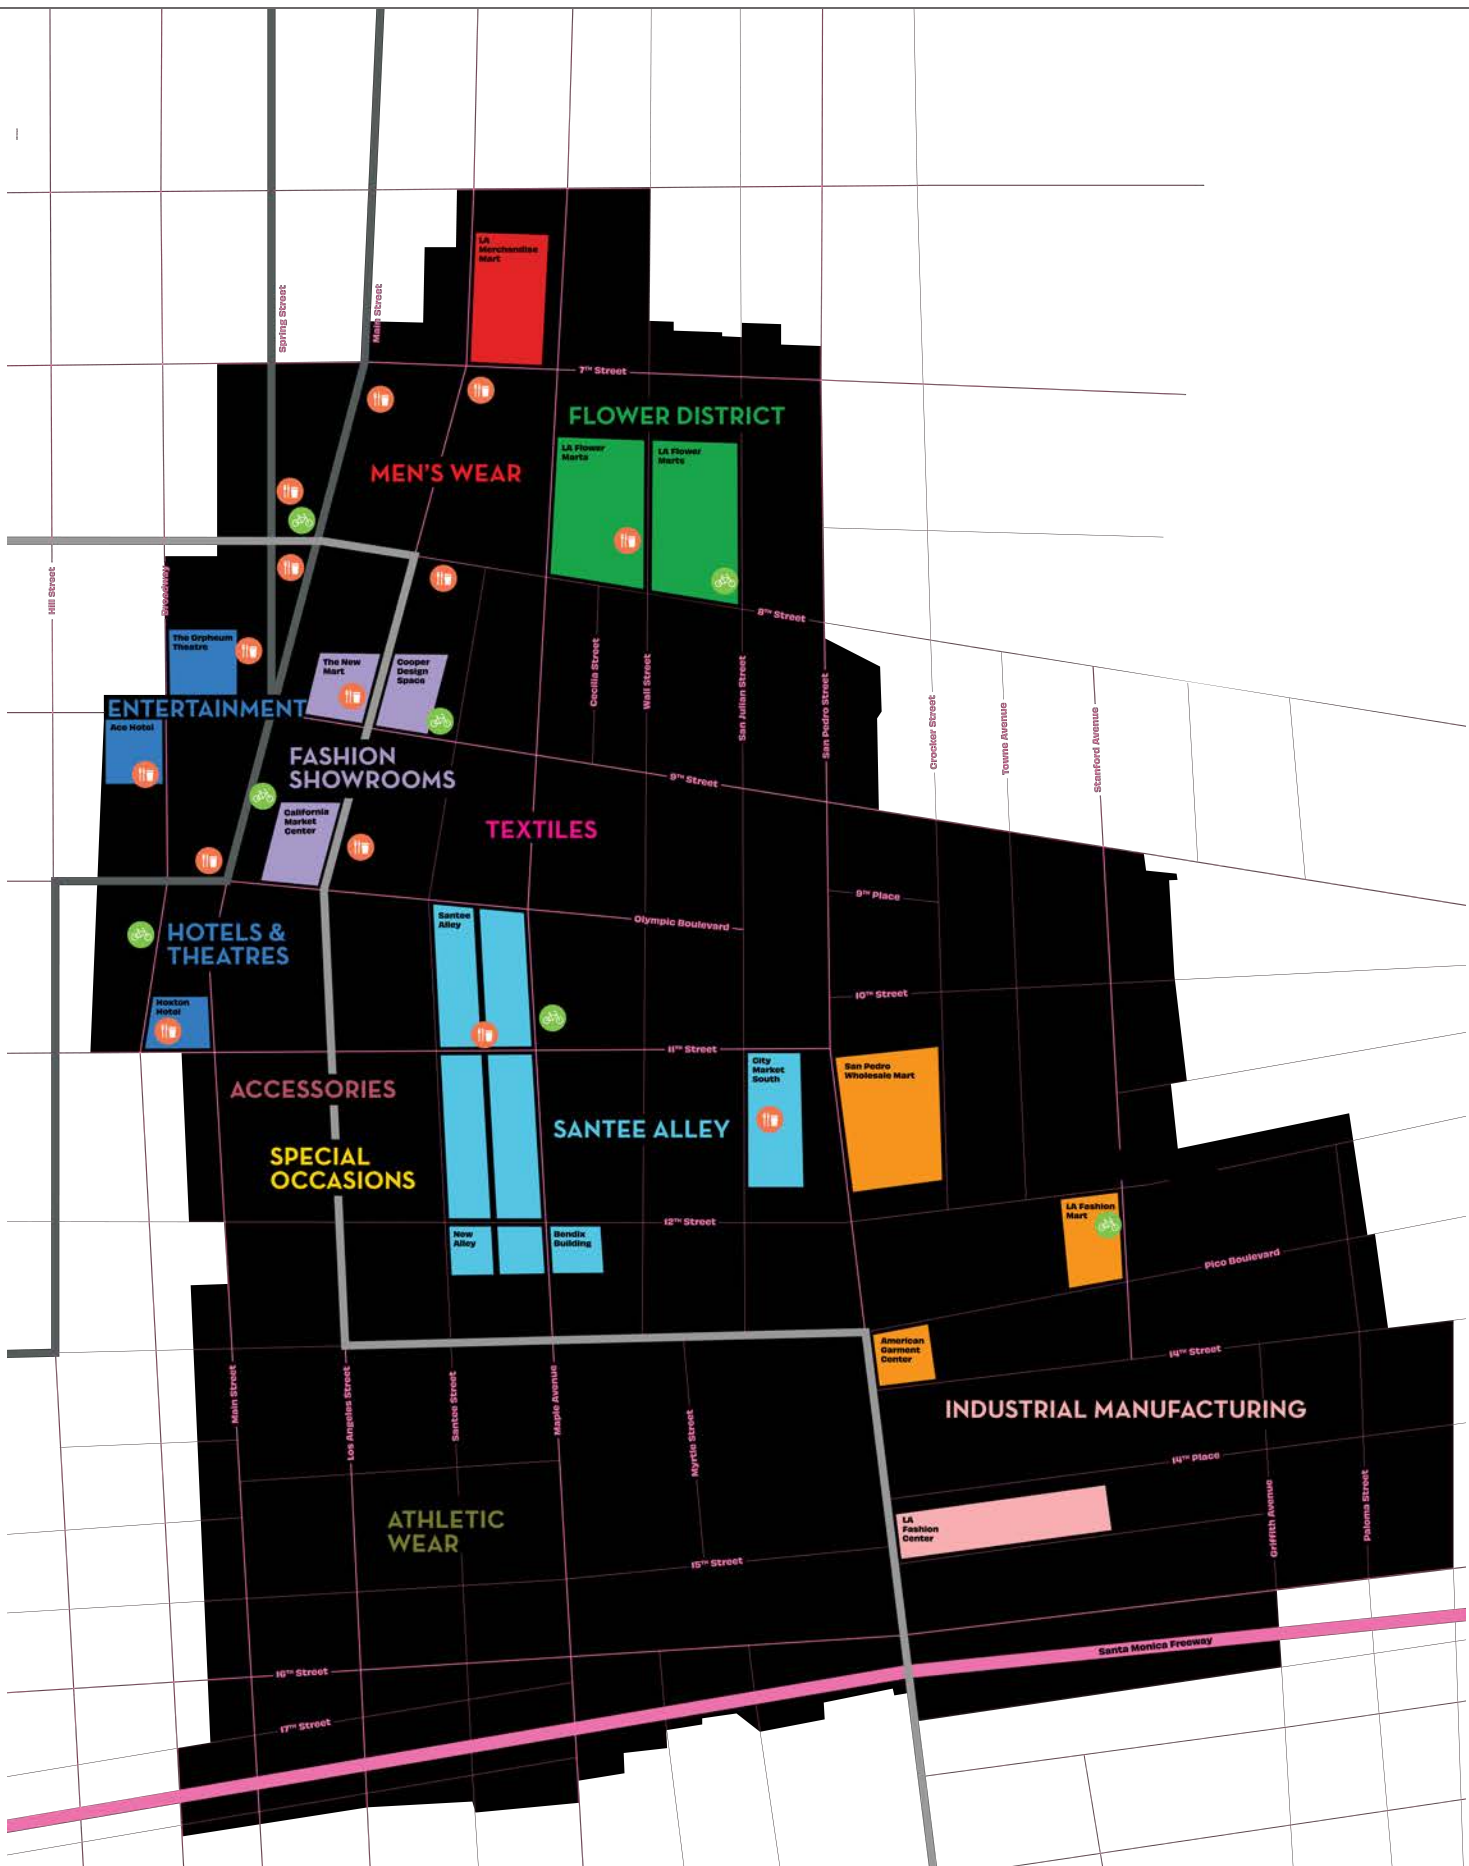 LA
Merchandise
Mart
Spring Street
Main Street
7TH Street
FLOWER DISTRICT
LA Flower
Marts
LA Flower
Marts
MEN'S WEAR
Hill Street
Broadway
8TH Street
The Orpheum
Theatre
The New
Mart
Cooper
Design
Space
Cecilia Street
Wall Street
San Julian Street
San Pedro Street
Crocker Street
Towne Avenue
Stanford Avenue
ENTERTAINMENT
Ace Hotel
FASHION
SHOWROOMS
9TH Street
California
Market
Center
TEXTILES
9TH Place
Santee
Alley
Olympic Boulevard
HOTELS &
THEATRES
10TH Street
Hoxton
Hotel
11TH Street
City
Market
South
San Pedro
Wholesale Mart
ACCESSORIES
SANTEE ALLEY
SPECIAL
OCCASIONS
LA Fashion
Mart
12TH Street
New
Alley
Bendix
Building
Pico Boulevard
American
Garment
Center
14TH Street
Main Street
Los Angeles Street
Santee Street
Maple Avenue
Myrtle Street
INDUSTRIAL MANUFACTURING
14TH Place
Griffith Avenue
Paloma Street
LA
Fashion
Center
ATHLETIC
WEAR
15TH Street
Santa Monica Freeway
16TH Street
17TH Street